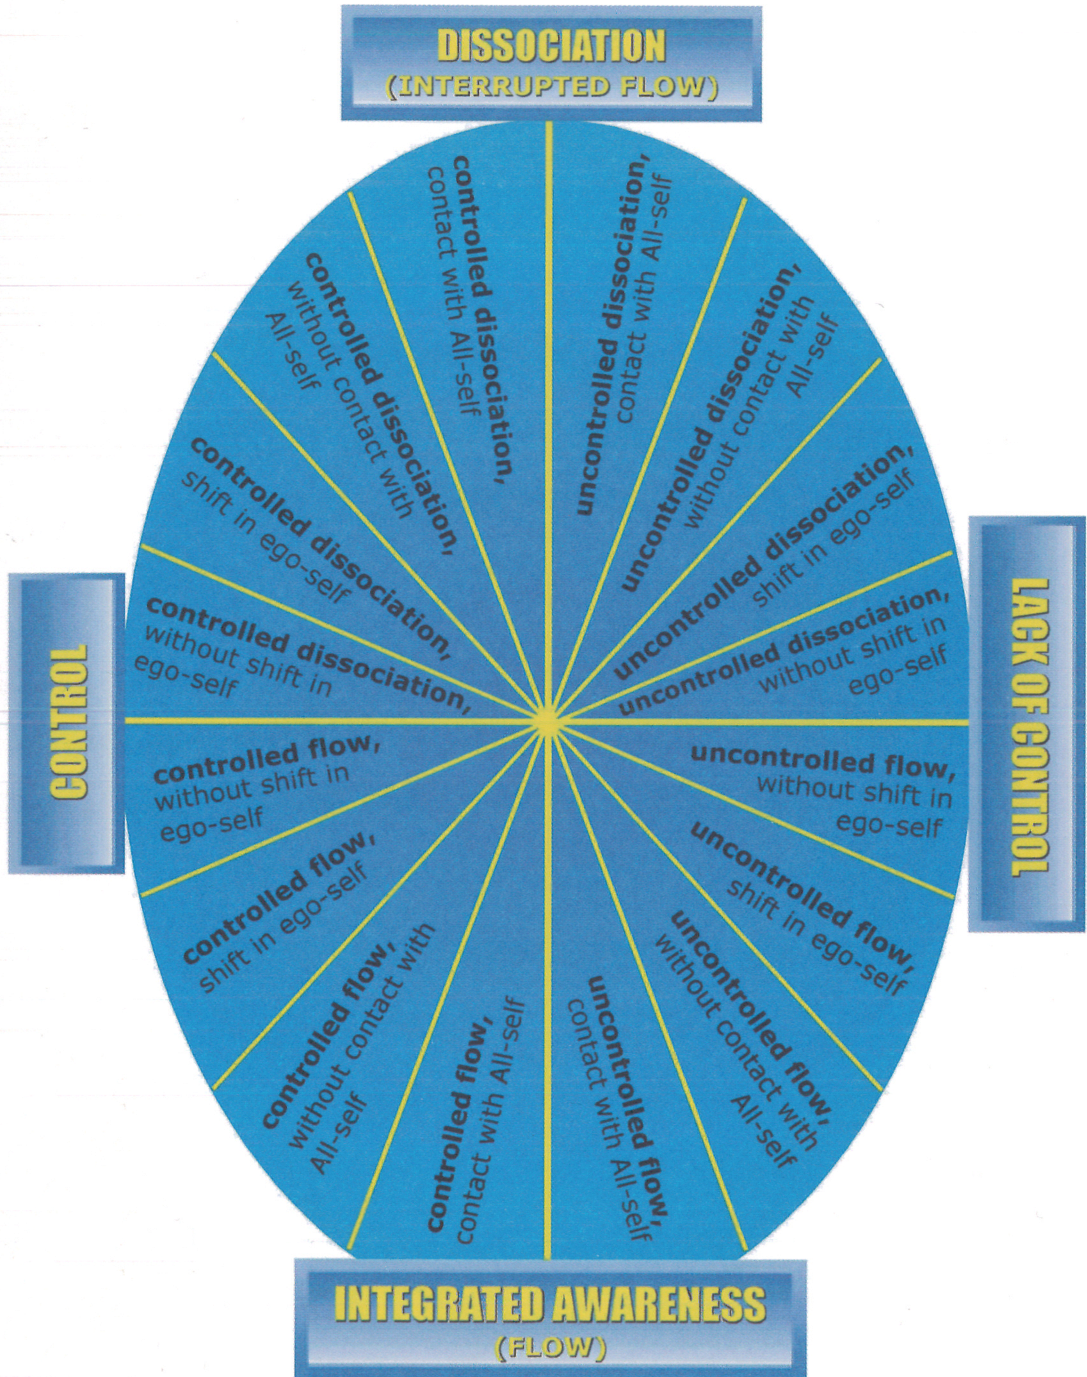 DISSOCIATION
(INTERRUPTED FLOW)
controlled dissociation,
contact with All-self
uncontrolled dissociation,
contact with All-self
controlled dissociation,
without contact with
All-self
uncontrolled dissociation,
without contact with
All-self
controlled dissociation,
shift in ego-self
uncontrolled dissociation,
shift in ego-self
controlled dissociation,
without shift in
ego-self
uncontrolled dissociation,
without shift in
ego-self
CONTROL
LACK OF CONTROL
controlled flow,
without shift in
ego-self
uncontrolled flow,
without shift in
ego-self
controlled flow,
shift in ego-self
uncontrolled flow,
shift in ego-self
controlled flow,
without contact with
All-self
uncontrolled flow,
without contact with
All-self
controlled flow,
contact with All-self
uncontrolled flow,
contact with All-self
INTEGRATED AWARENESS
(FLOW)